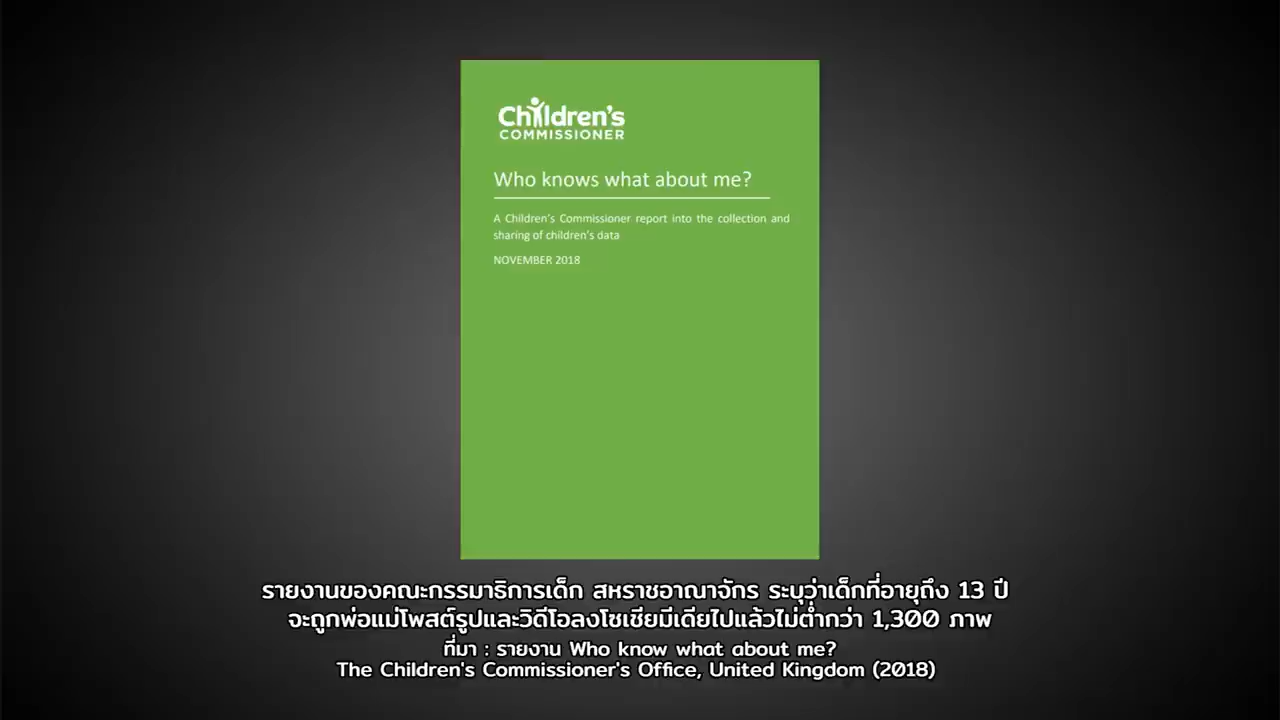 Children's
COMMISSIONER
Who knows what about me?
A Children's Commissioner report into the collection and
sharing of children's data
NOVEMBER 2018
รายงานของคณะกรรมาธิการเด็ก สหราชอาณาจักร ระบุว่าเด็กที่อายุถึง 13 ปี
จะถูกพ่อแม่โพสต์รูปและวิดีโอลงโซเชียมีเดียไปแล้วไม่ต่ำกว่า 1,300 ภาพ
ที่มา : รายงาน Who know what about me?
The Children's Commissioner's Office, United Kingdom (2018)